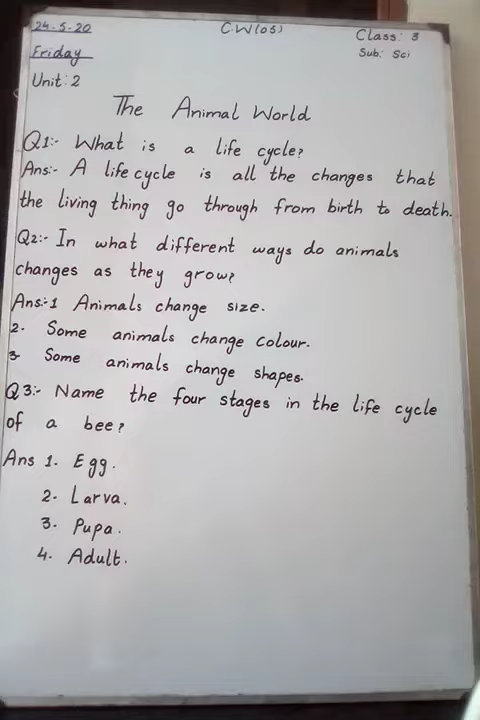 24-5-20 C.W(05) Class: 3
Friday Sub: Sci
Unit: 2
The Animal World
Q1:- What is a life cycle?
Ans:- A life cycle is all the changes that
the living thing go through from birth to death.
Q2:- In what different ways do animals
changes as they grow?
Ans:-1 Animals change size.
2. Some animals change Colour.
3- Some animals change shapes.
Q3:- Name the four stages in the life cycle
of a bee?
Ans 1. Egg.
2- Larva.
3. Pupa.
4. Adult.